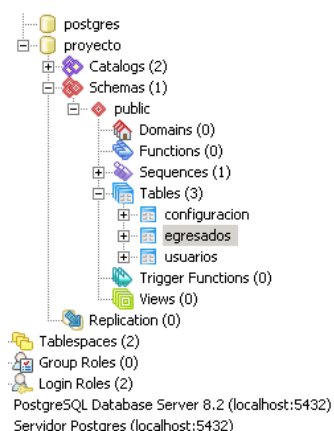 postgres
proyecto
Catalogs (2)
Schemas (1)
public
Domains (0)
Functions (0)
Sequences (1)
Tables (3)
configuracion
egresados
usuarios
Trigger Functions (0)
Views (0)
Replication (0)
Tablespaces (2)
Group Roles (0)
Login Roles (2)
PostgreSQL Database Server 8.2 (localhost:5432)
Servidor Postgres (localhost:5432)